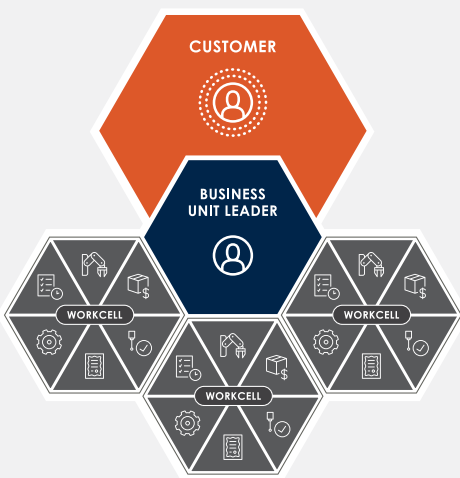 CUSTOMER
BUSINESS
UNIT LEADER
WORKCELL
WORKCELL
WORKCELL
$
$
$